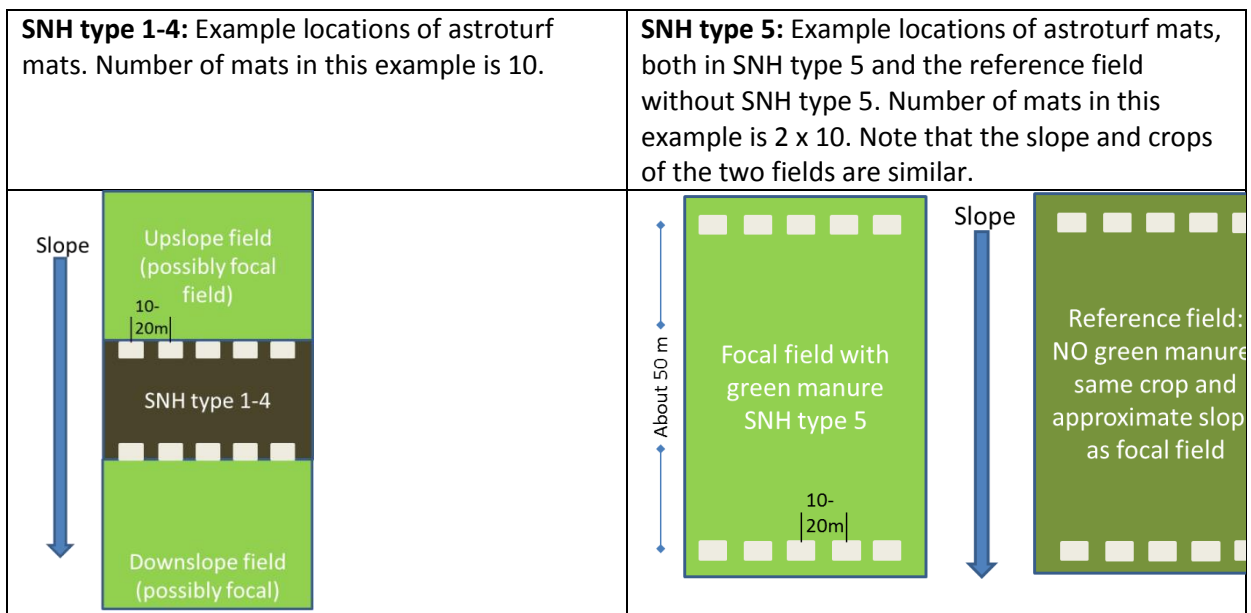 SNH type 1-4: Example locations of astroturf
mats. Number of mats in this example is 10.
SNH type 5: Example locations of astroturf mats,
both in SNH type 5 and the reference field
without SNH type 5. Number of mats in this
example is 2 x 10. Note that the slope and crops
of the two fields are similar.
Slope
Upslope field
(possibly focal
field)
10-
20m
SNH type 1-4
Downslope field
(possibly focal)
About 50 m
Focal field with
green manure
SNH type 5
10-
20m
Slope
Reference field:
NO green manure
same crop and
approximate slop
as focal field